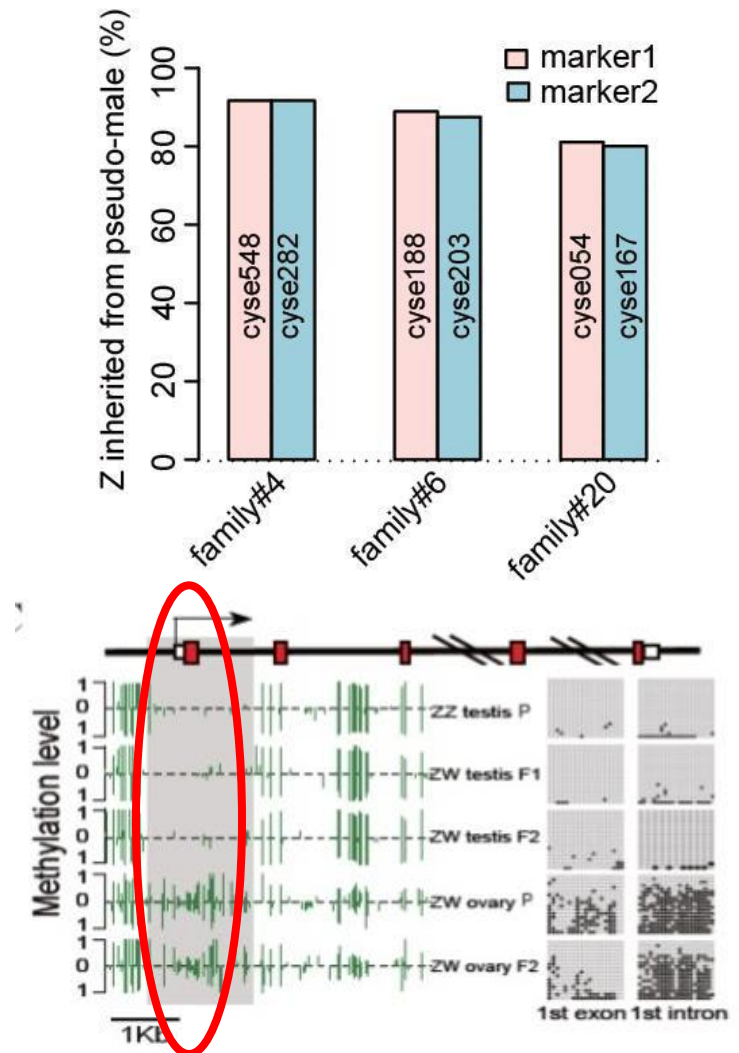 Z inherited from pseudo-male (%)
100
80
60
40
20
0
marker1
marker2
cyse548
cyse282
cyse188
cyse203
cyse054
cyse167
family#4
family#6
family#20
Methylation level
1
0
1
ZZ testis P
1
0
1
ZW testis F1
1
0
1
ZW testis F2
1
0
1
ZW ovary P
1
0
1
ZW ovary F2
1Kb
1st exon 1st intron